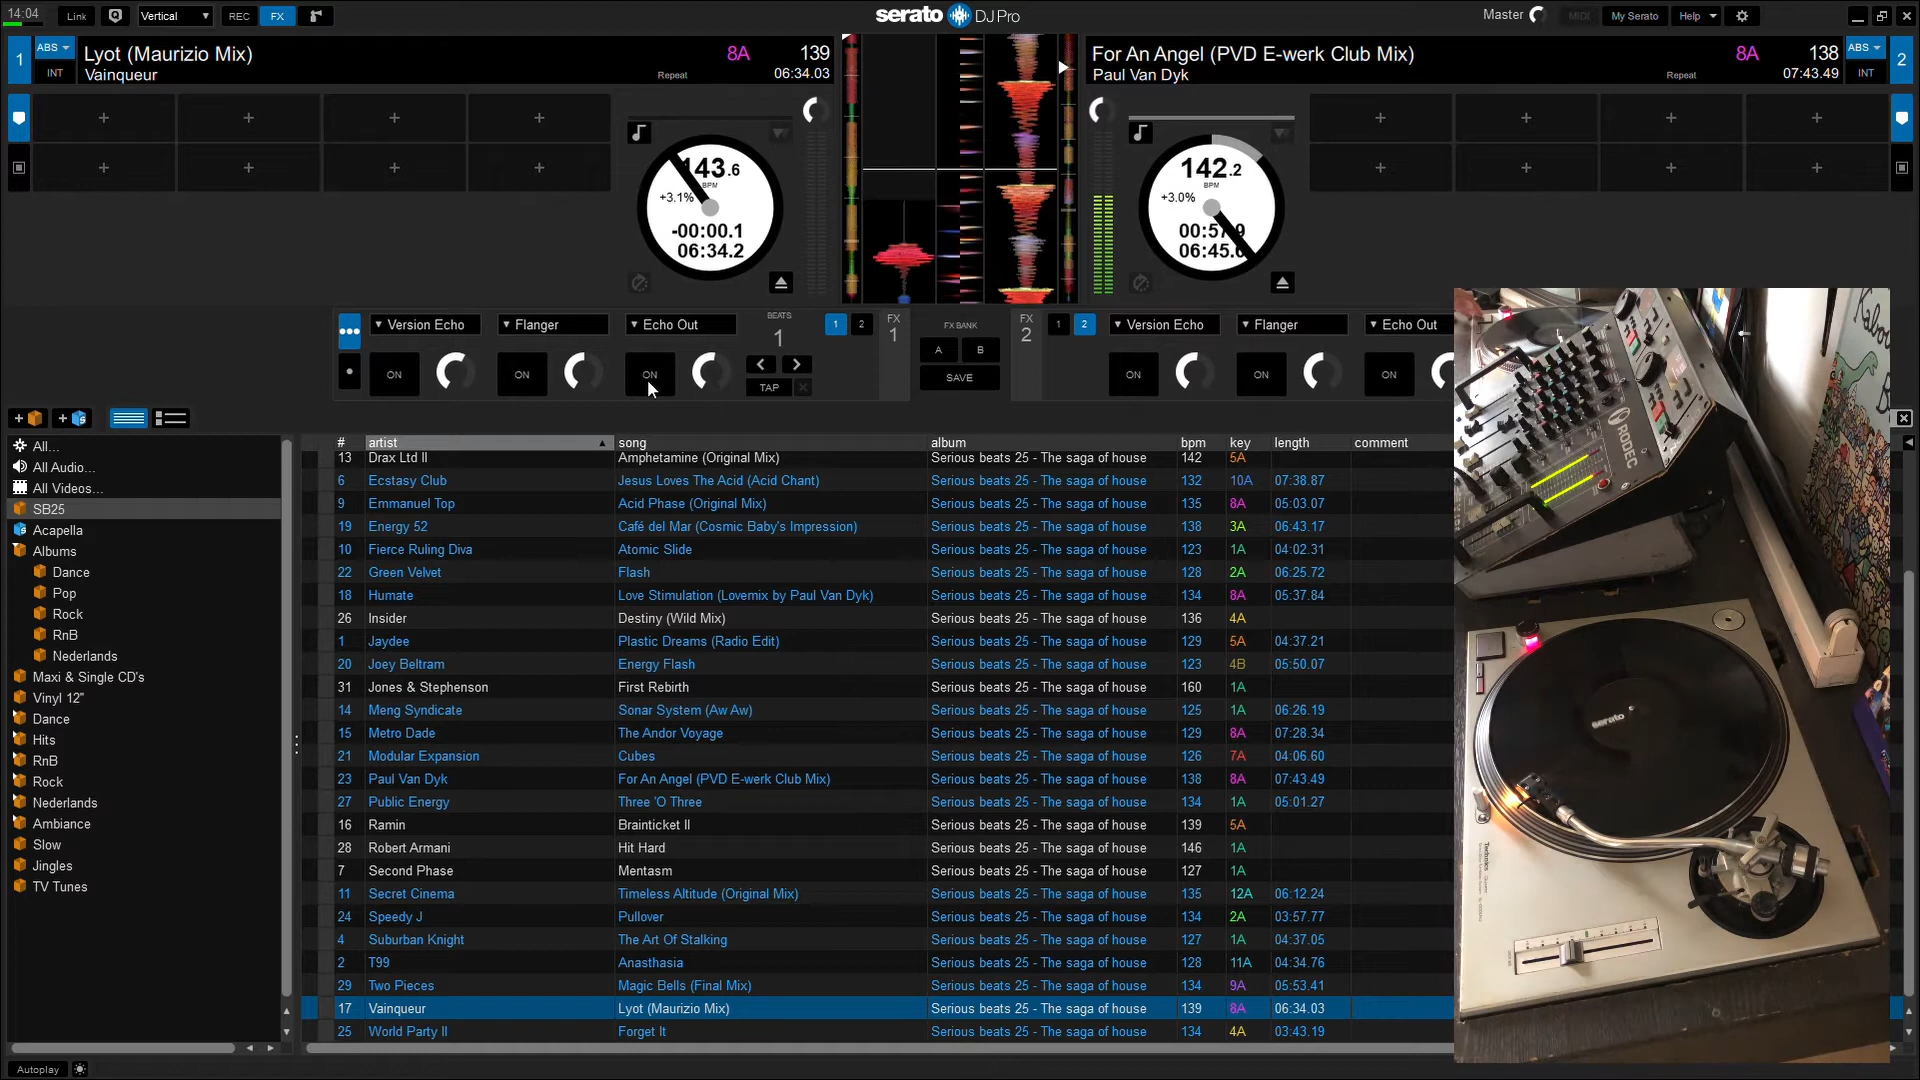 14:04 Link Vertical REC FX serato DJ Pro Master MIDI My Serato Help
1 ABS INT Lyot (Maurizio Mix) 8A 139
Vainqueur Repeat 06:34.03
For An Angel (PVD E-werk Club Mix) 8A 138 ABS INT 2
Paul Van Dyk Repeat 07:43.49
143.6
BPM
+3.1%
-00:00.1
06:34.2
142.2
BPM
+3.0%
06:45.6
Version Echo Flanger Echo Out BEATS 1 1 2 FX 1
ON ON ON TAP
FX BANK
A B
SAVE
FX 2 1 2 Version Echo Flanger Echo Out
ON ON ON
All...
All Audio...
All Videos...
SB25
Acapella
Albums
Dance
Pop
Rock
RnB
Nederlands
Maxi & Single CD's
Vinyl 12"
Dance
Hits
RnB
Rock
Nederlands
Ambiance
Slow
Jingles
TV Tunes
# artist song album bpm key length comment
13 Drax Ltd II Amphetamine (Original Mix) Serious beats 25 - The saga of house 142 5A
6 Ecstasy Club Jesus Loves The Acid (Acid Chant) Serious beats 25 - The saga of house 132 10A 07:38.87
9 Emmanuel Top Acid Phase (Original Mix) Serious beats 25 - The saga of house 135 8A 05:03.07
19 Energy 52 Café del Mar (Cosmic Baby's Impression) Serious beats 25 - The saga of house 138 3A 06:43.17
10 Fierce Ruling Diva Atomic Slide Serious beats 25 - The saga of house 123 1A 04:02.31
22 Green Velvet Flash Serious beats 25 - The saga of house 128 2A 06:25.72
18 Humate Love Stimulation (Lovemix by Paul Van Dyk) Serious beats 25 - The saga of house 134 8A 05:37.84
26 Insider Destiny (Wild Mix) Serious beats 25 - The saga of house 136 4A
1 Jaydee Plastic Dreams (Radio Edit) Serious beats 25 - The saga of house 129 5A 04:37.21
20 Joey Beltram Energy Flash Serious beats 25 - The saga of house 123 4B 05:50.07
31 Jones & Stephenson First Rebirth Serious beats 25 - The saga of house 160 1A
14 Meng Syndicate Sonar System (Aw Aw) Serious beats 25 - The saga of house 125 1A 06:26.19
15 Metro Dade The Andor Voyage Serious beats 25 - The saga of house 129 8A 07:28.34
21 Modular Expansion Cubes Serious beats 25 - The saga of house 126 7A 04:06.60
23 Paul Van Dyk For An Angel (PVD E-werk Club Mix) Serious beats 25 - The saga of house 138 8A 07:43.49
27 Public Energy Three 'O Three Serious beats 25 - The saga of house 134 1A 05:01.27
16 Ramin Brainticket II Serious beats 25 - The saga of house 139 5A
28 Robert Armani Hit Hard Serious beats 25 - The saga of house 146 1A
7 Second Phase Mentasm Serious beats 25 - The saga of house 127 1A
11 Secret Cinema Timeless Altitude (Original Mix) Serious beats 25 - The saga of house 135 12A 06:12.24
24 Speedy J Pullover Serious beats 25 - The saga of house 134 2A 03:57.77
4 Suburban Knight The Art Of Stalking Serious beats 25 - The saga of house 127 1A 04:37.05
2 T99 Anasthasia Serious beats 25 - The saga of house 128 11A 04:34.76
29 Two Pieces Magic Bells (Final Mix) Serious beats 25 - The saga of house 134 9A 05:53.41
17 Vainqueur Lyot (Maurizio Mix) Serious beats 25 - The saga of house 139 8A 06:34.03
25 World Party II Forget It Serious beats 25 - The saga of house 134 4A 03:43.19
Autoplay
RODEC
serato
Technics